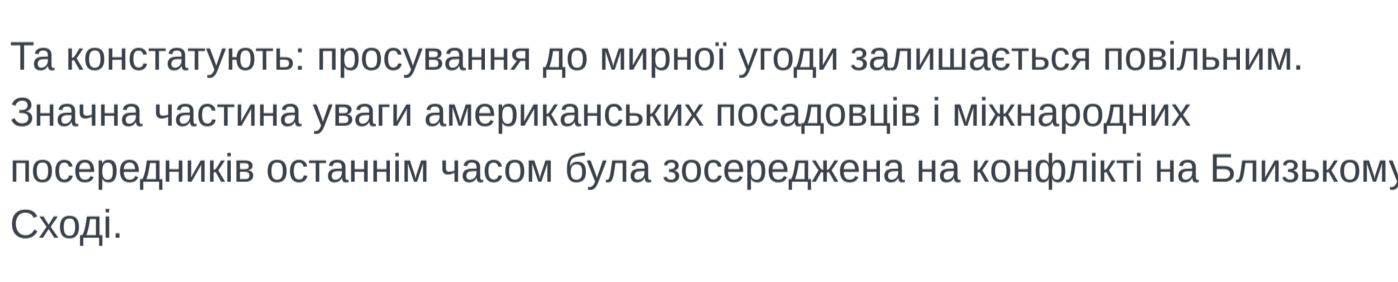 Та констатують: просування до мирної угоди залишається повільним.
Значна частина уваги американських посадовців і міжнародних
посередників останнім часом була зосереджена на конфлікті на Близькому
Сході.